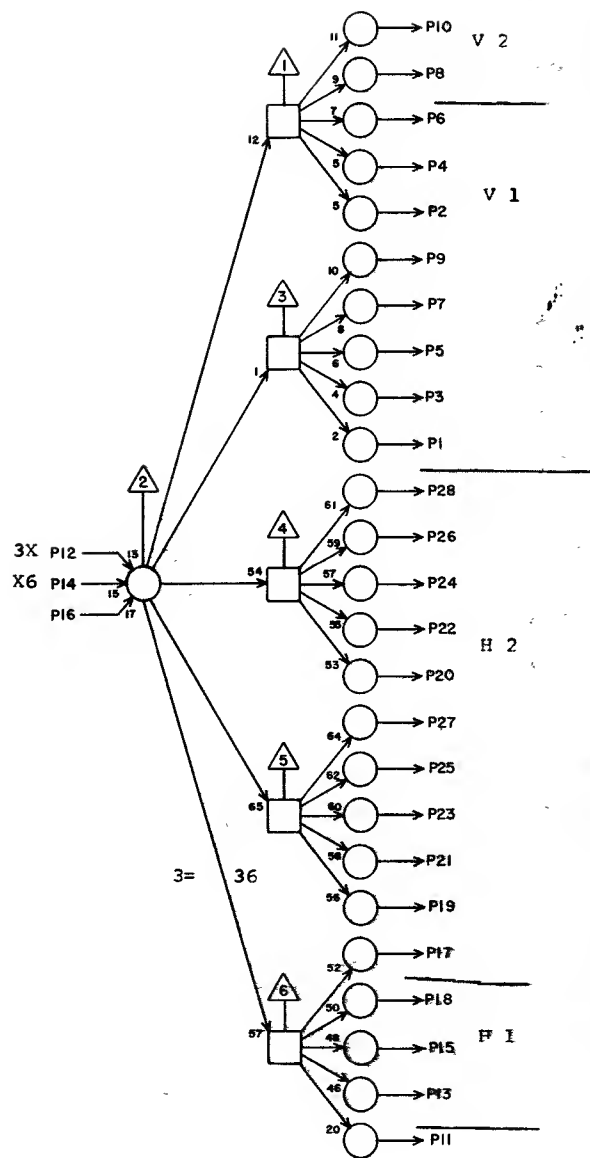 11 P10
V 2
1
9 P8
12 7 P6
5 P4
V 1
5 P2
10 P9
3
8 P7
1 6 P5
4 P3
2 P1
61 P28
2
4
59 P26
3X P12 13
54 57 P24
X6 P14 15
P16 17
55 P22
H 2
53 P20
64 P27
5
62 P25
65 60 P23
58 P21
3= 36
56 P19
52 P17
6
50 P18
57 48 P15
46 P13
20 P11